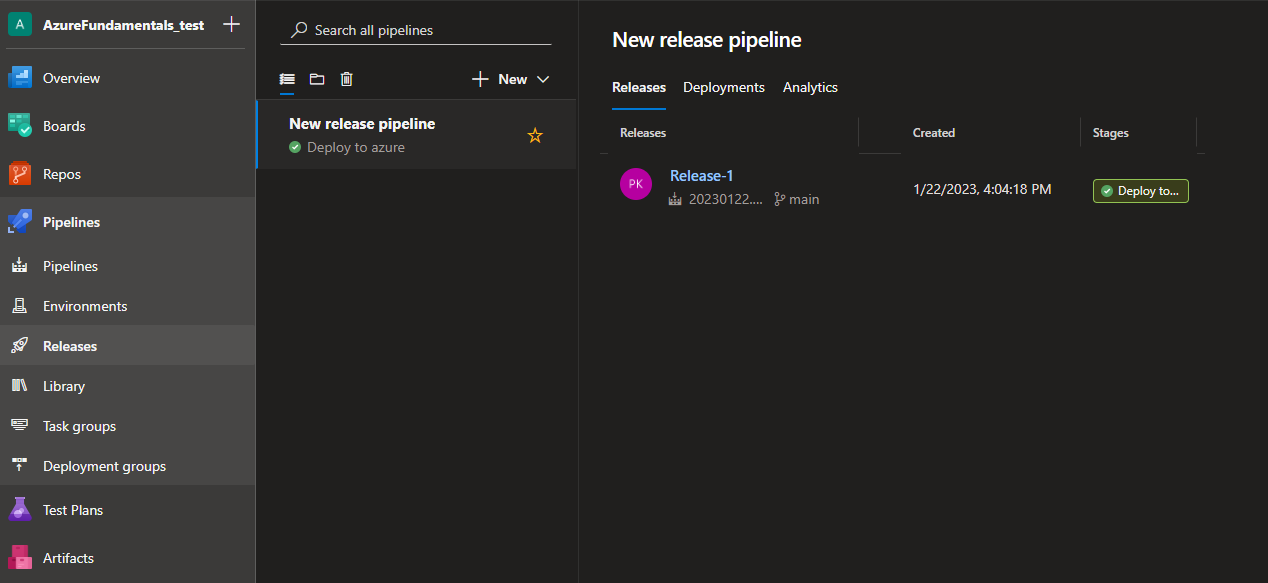 A AzureFundamentals_test
Overview
Boards
Repos
Pipelines
Pipelines
Environments
Releases
Library
Task groups
Deployment groups
Test Plans
Artifacts
Search all pipelines
New
New release pipeline
Deploy to azure
New release pipeline
Releases Deployments Analytics
Releases Created Stages
PK Release-1
20230122.... main
1/22/2023, 4:04:18 PM
Deploy to...